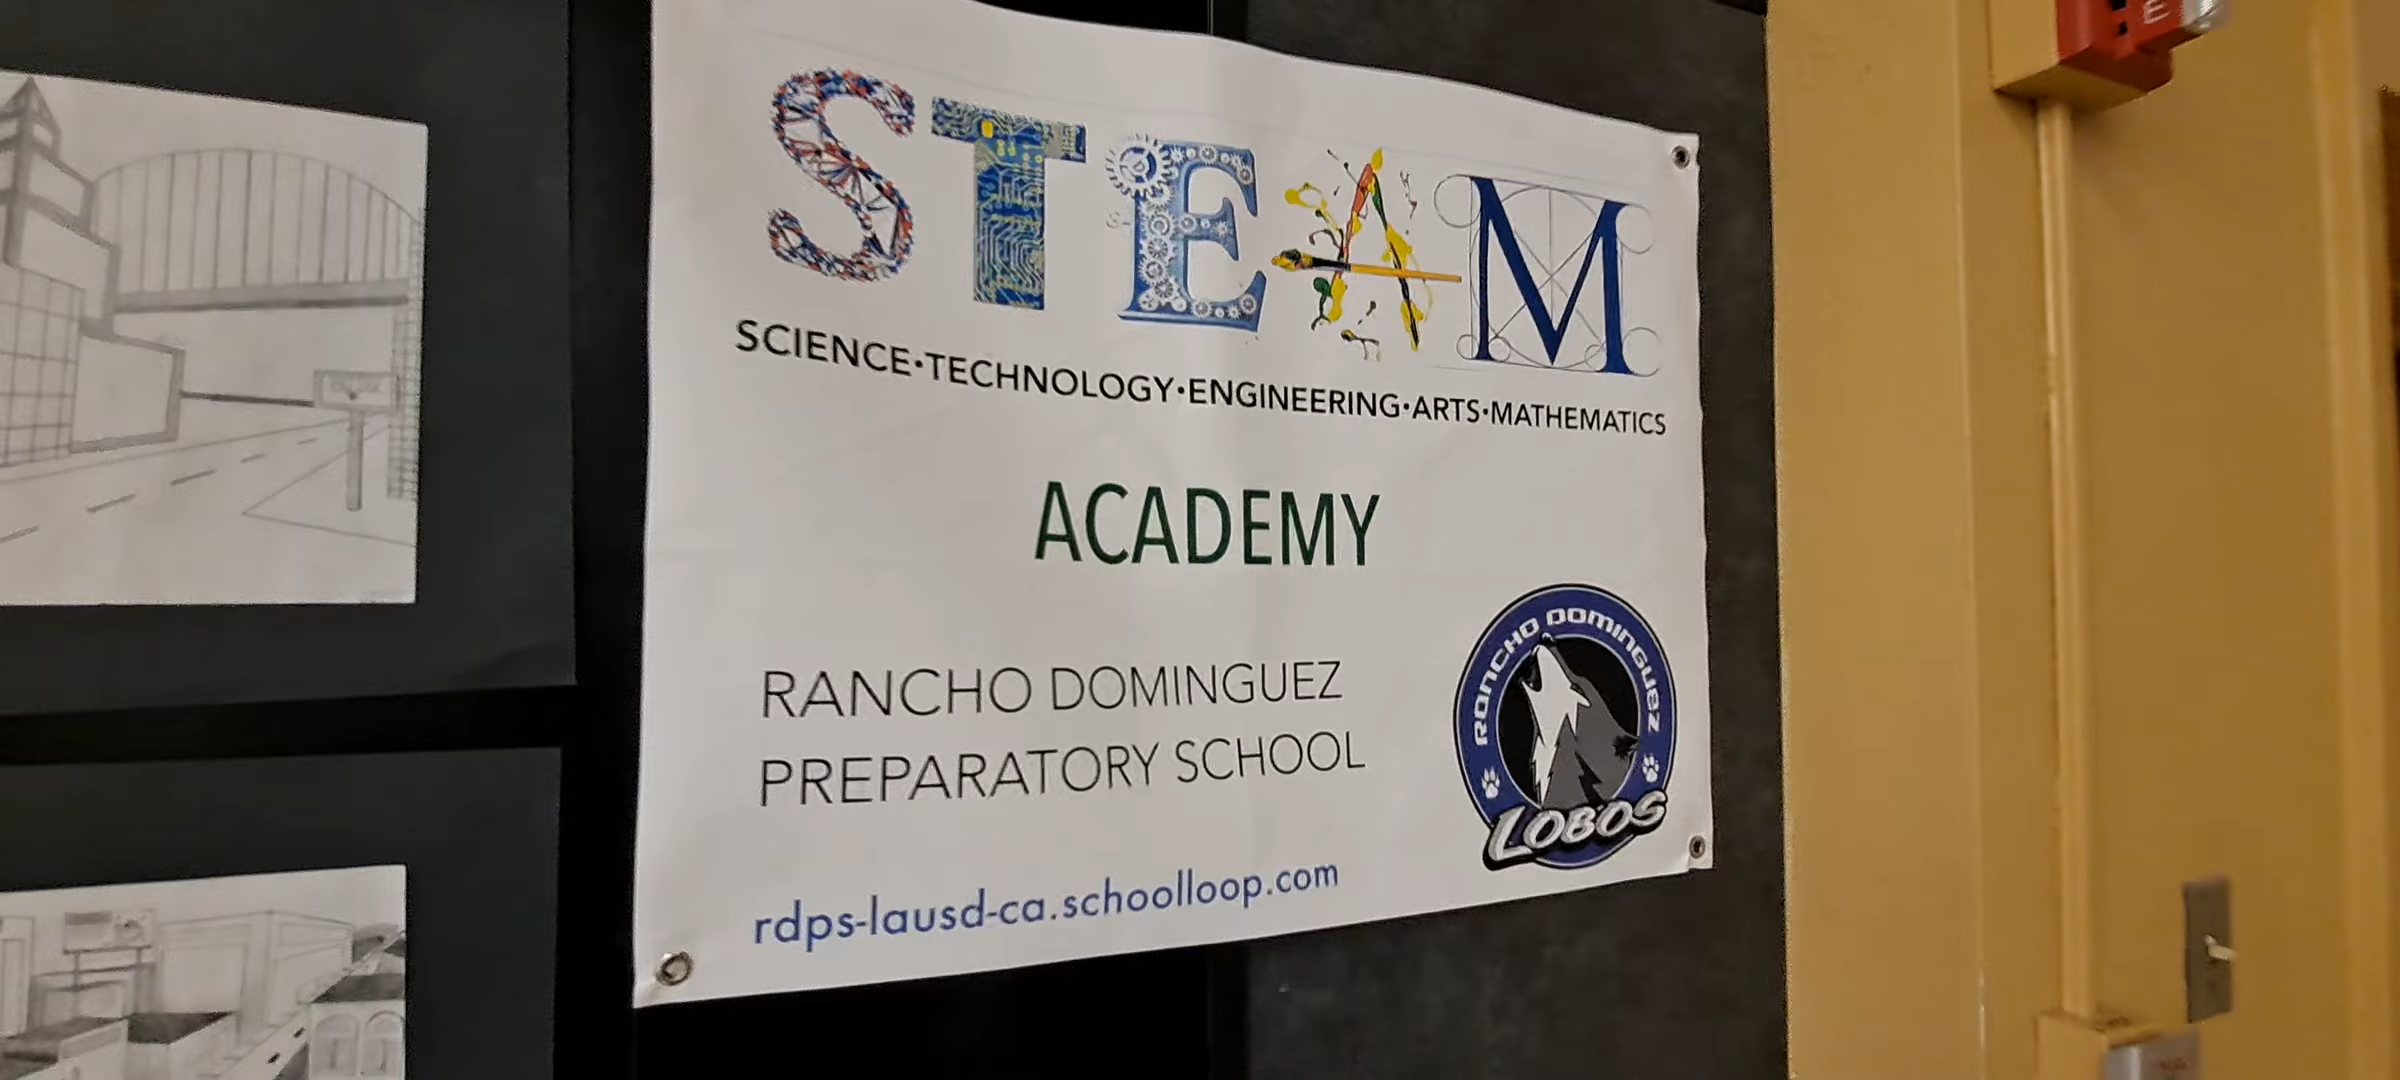 STEAM
SCIENCE•TECHNOLOGY•ENGINEERING•ARTS•MATHEMATICS
ACADEMY
RANCHO DOMINGUEZ
PREPARATORY SCHOOL
rdps-lausd-ca.schoolloop.com
RANCHO DOMINGUEZ
LOBOS